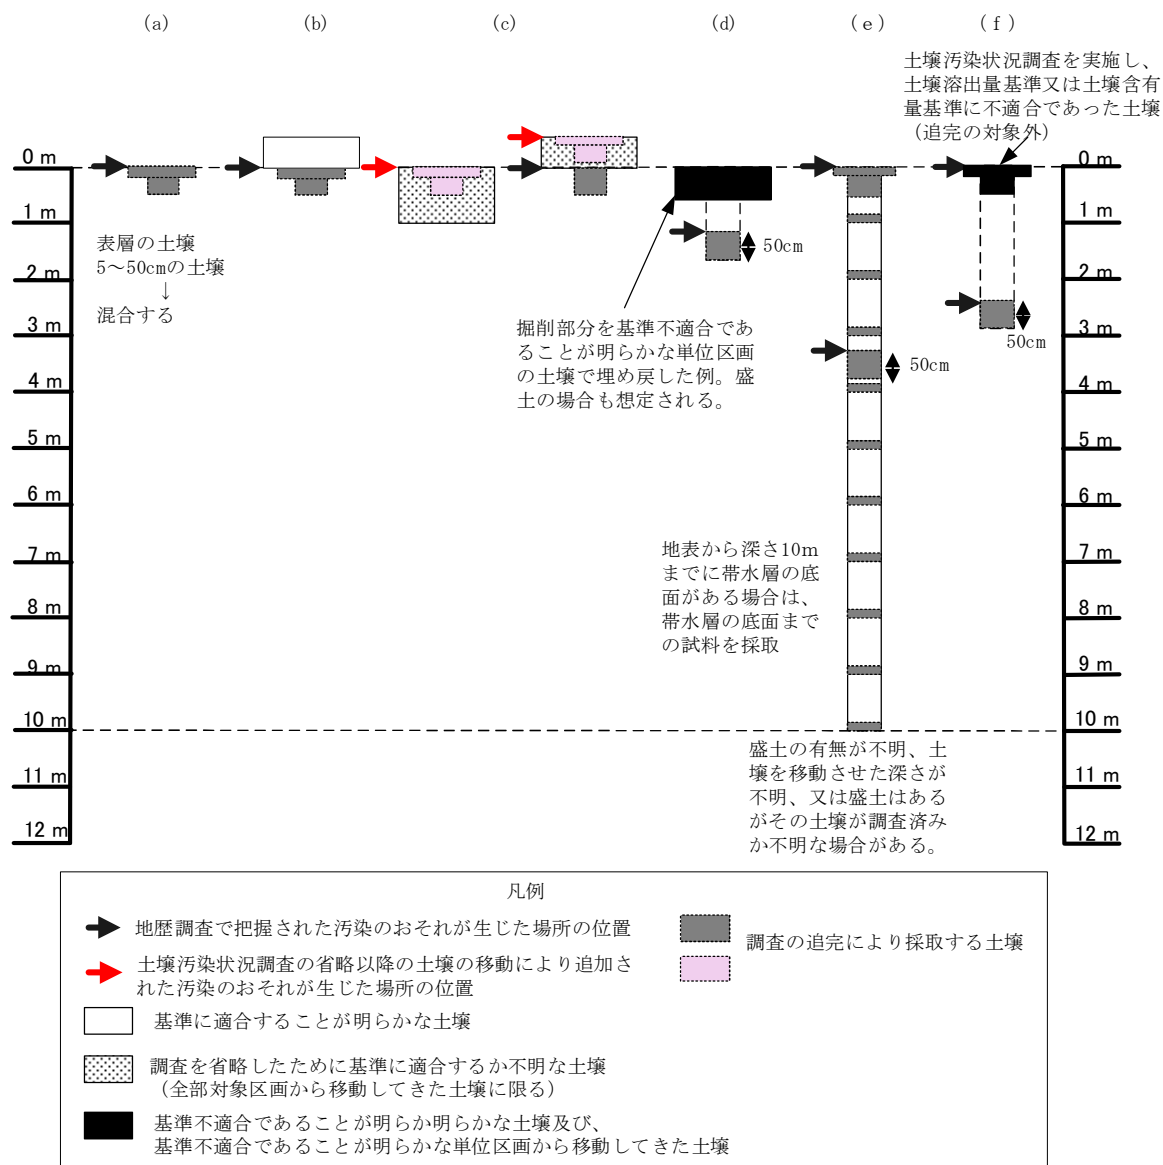 (a)
(b)
(c)
(d)
(e)
(f)
土壌汚染状況調査を実施し、
土壌溶出量基準又は土壌含有
量基準に不適合であった土壌
(追完の対象外)
0 m
1 m
2 m
3 m
4 m
5 m
6 m
7 m
8 m
9 m
10 m
11 m
12 m
表層の土壌
5～50cmの土壌
↓
混合する
50cm
掘削部分を基準不適合であ
ることが明らかな単位区画
の土壌で埋め戻した例。盛
土の場合も想定される。
50cm
50cm
地表から深さ10m
までに帯水層の底
面がある場合は、
帯水層の底面まで
の試料を採取
盛土の有無が不明、土
壌を移動させた深さが
不明、又は盛土はある
がその土壌が調査済み
か不明な場合がある。
0 m
1 m
2 m
3 m
4 m
5 m
6 m
7 m
8 m
9 m
10 m
11 m
12 m
凡例
地歴調査で把握された汚染のおそれが生じた場所の位置
土壌汚染状況調査の省略以降の土壌の移動により追加さ
れた汚染のおそれが生じた場所の位置
基準に適合することが明らかな土壌
調査を省略したために基準に適合するか不明な土壌
(全部対象区画から移動してきた土壌に限る)
基準不適合であることが明らか明らかな土壌及び、
基準不適合であることが明らかな単位区画から移動してきた土壌
調査の追完により採取する土壌